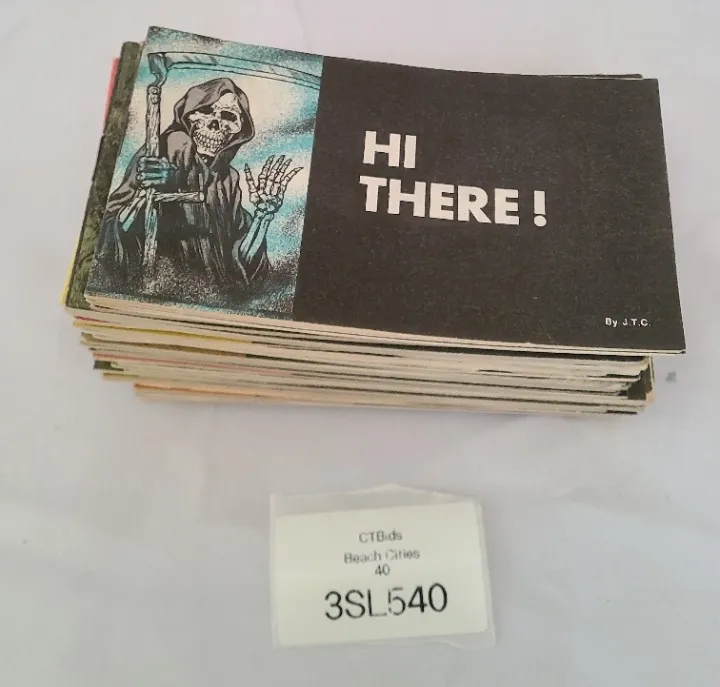 HI
THERE!
By J.T.C.
CTBids
Beach Cities
40
3SL540